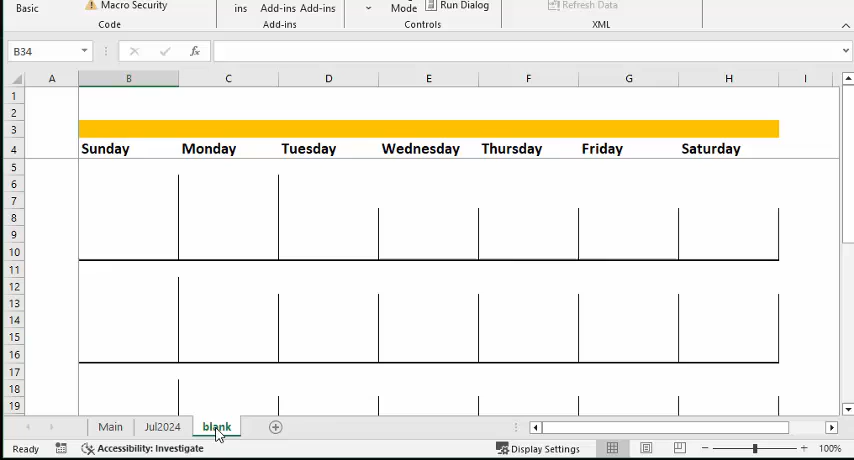 Basic
Macro Security
ins
Add-ins
Add-ins
Mode
Run Dialog
Refresh Data
Code
Add-ins
Controls
XML
B34
fx
A B C D E F G H I
1
2
3
4 Sunday Monday Tuesday Wednesday Thursday Friday Saturday
5
6
7
8
9
10
11
12
13
14
15
16
17
18
19
Main Jul2024 blank
Ready Accessibility: Investigate Display Settings 100%